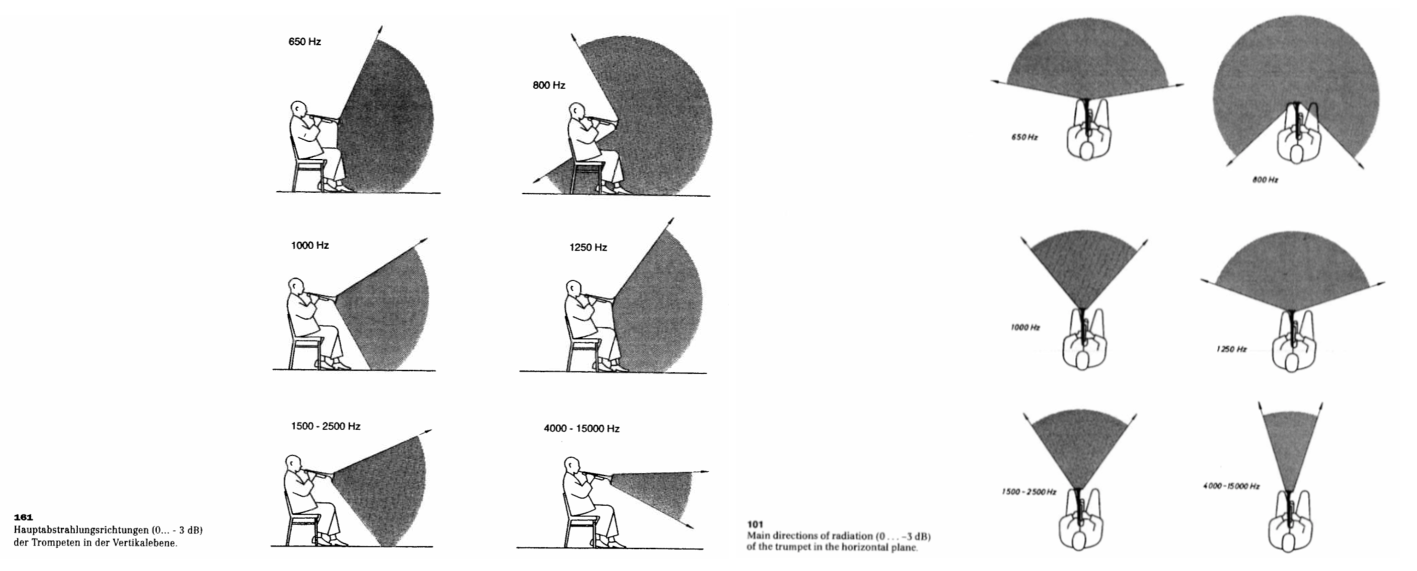 650 Hz
800 Hz
1000 Hz
1250 Hz
1500 - 2500 Hz
4000 - 15000 Hz
161
Hauptabstrahlungsrichtungen (0... - 3 dB)
der Trompeten in der Vertikalebene.
650 Hz
800 Hz
1000 Hz
1250 Hz
1500 - 2500 Hz
4000 - 15000 Hz
101
Main directions of radiation (0 . . . -3 dB)
of the trumpet in the horizontal plane.